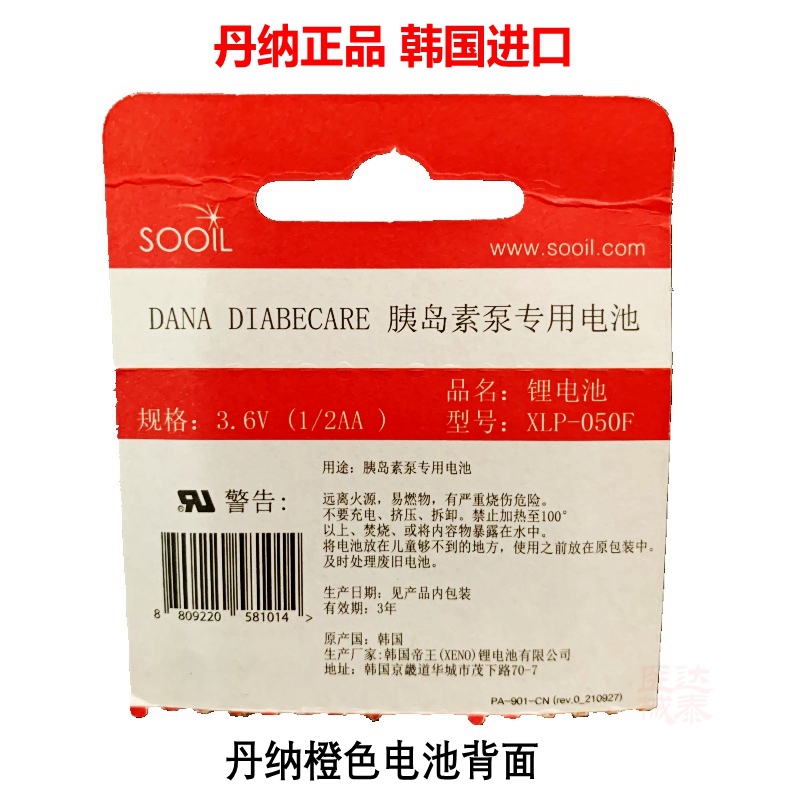 丹纳正品 韩国进口
SOOIL
www.sooil.com
DANA DIABECARE 胰岛素泵专用电池
品名: 锂电池
规格: 3.6V (1/2AA )
型号: XLP-050F
用途: 胰岛素泵专用电池
警告:
远离火源，易燃物，有严重烧伤危险。
不要充电、挤压、拆卸。禁止加热至100°
以上、焚烧、或将内容物暴露在水中。
将电池放在儿童够不到的地方，使用之前放在原包装中。
及时处理废旧电池。
8 809220 581014 >
生产日期: 见产品内包装
有效期: 3年
原产国: 韩国
生产厂家:韩国帝王(XENO)锂电池有限公司
地址: 韩国京畿道华城市茂下路70-7
PA-901-CN (rev.0_210927)
丹纳橙色电池背面